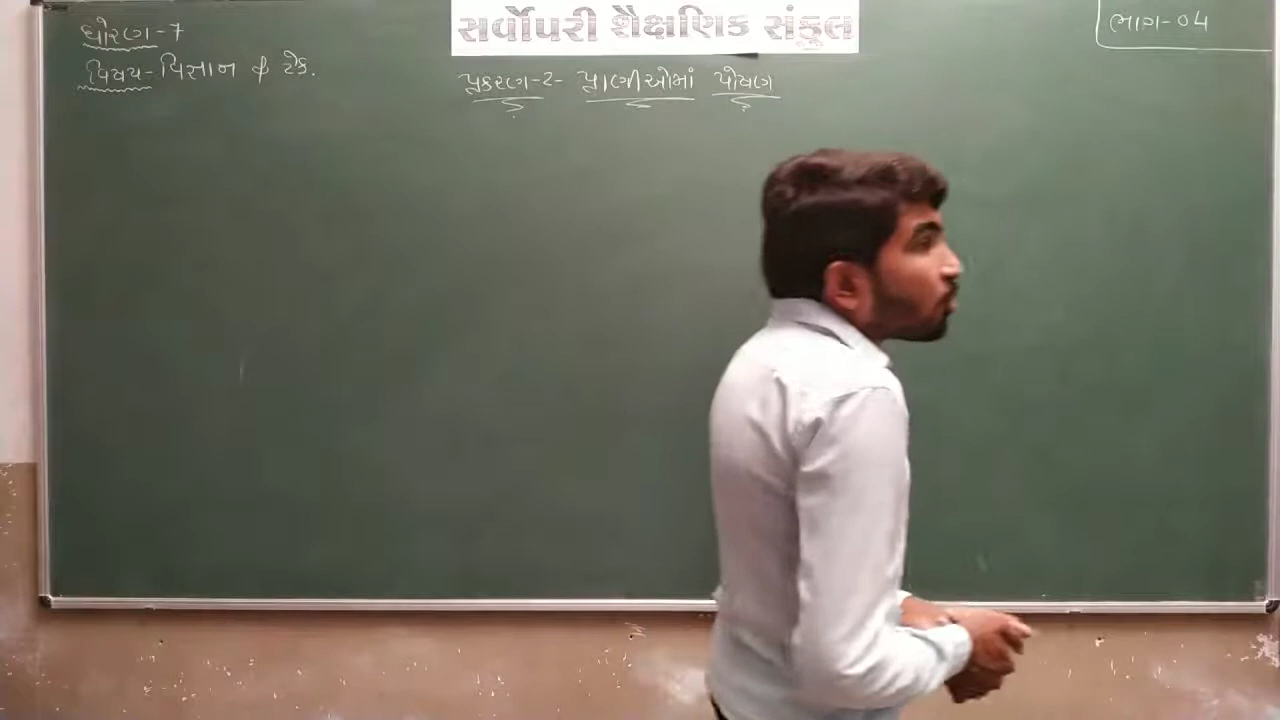 સર્વોપરી શૈક્ષણિક સંકુલ
ધોરણ-7
ભાગ-04
વિષય-વિજ્ઞાન & ટેક.
પ્રકરણ-2- પ્રાણીઓમાં પોષણ